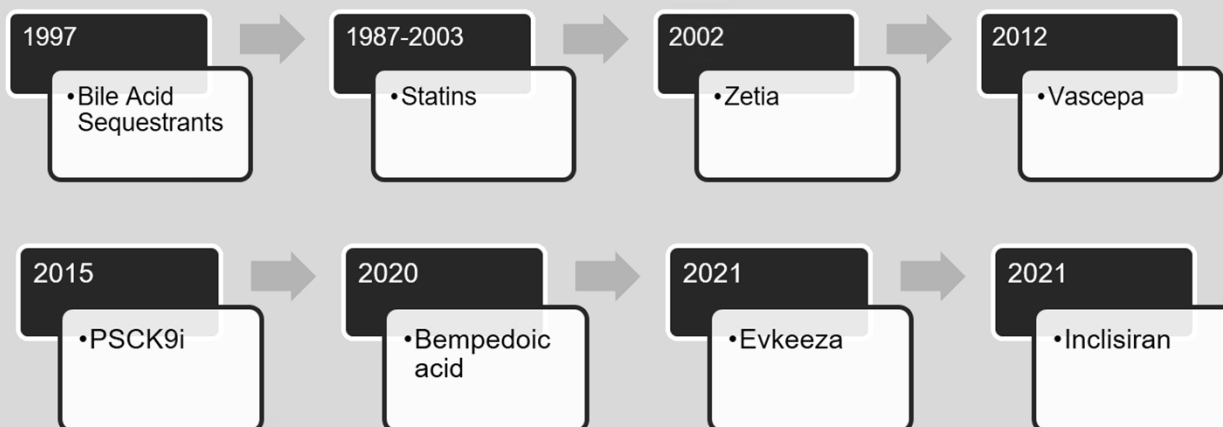 1997
•Bile Acid
Sequestrants
1987-2003
•Statins
2002
•Zetia
2012
•Vascepa
2015
•PSCK9i
2020
•Bempedoic
acid
2021
•Evkeeza
2021
•Inclisiran